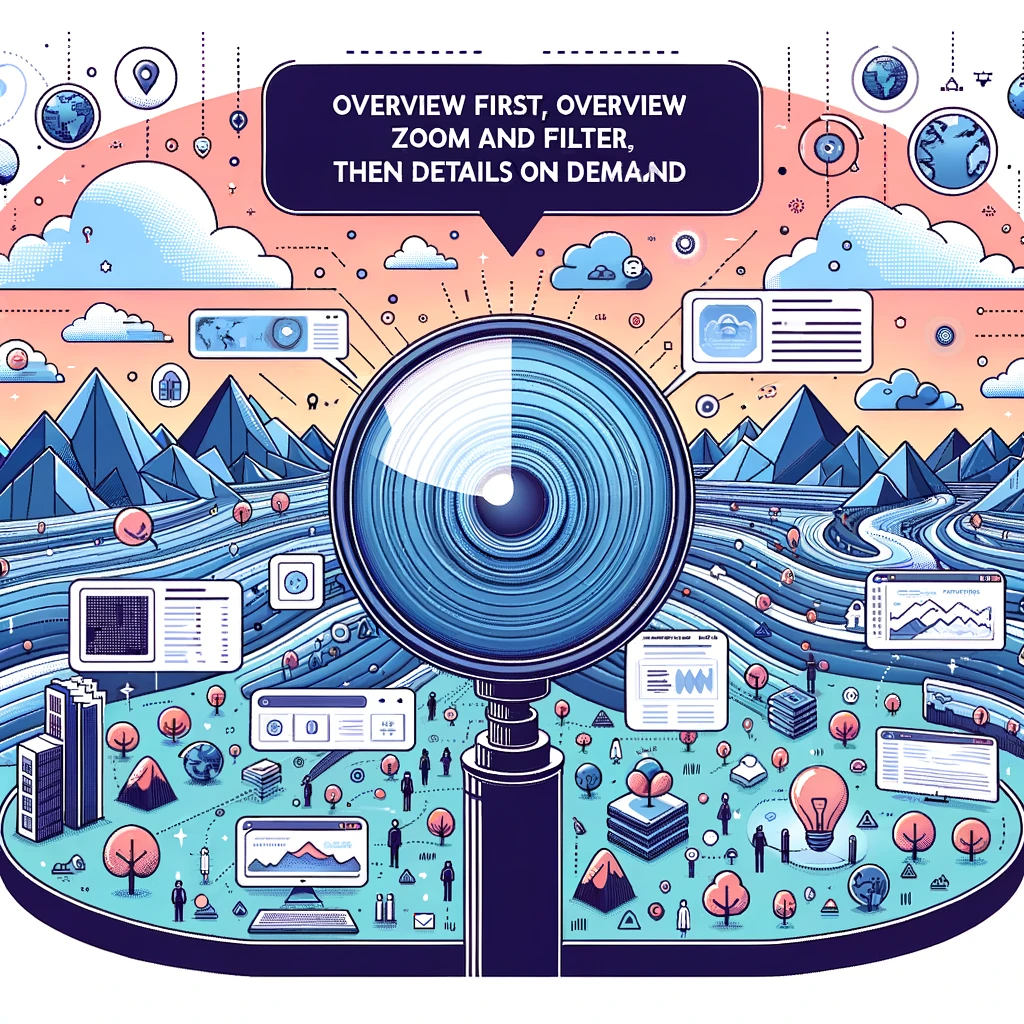 OVERVIEW FIRST, OVERVIEW
ZOOM AND FILTER,
THEN DETAILS ON DEMAND